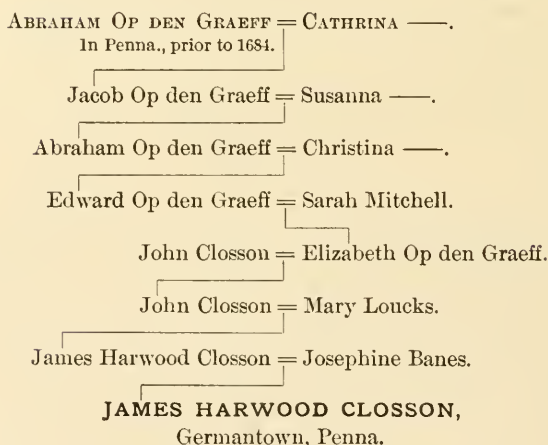 ABRAHAM OP DEN GRAEFF = CATHRINA ——.
In Penna., prior to 1684.
Jacob Op den Graeff = Susanna ——.
Abraham Op den Graeff = Christina ——.
Edward Op den Graeff = Sarah Mitchell.
John Closson = Elizabeth Op den Graeff.
John Closson = Mary Loucks.
James Harwood Closson = Josephine Banes.
JAMES HARWOOD CLOSSON,
Germantown, Penna.